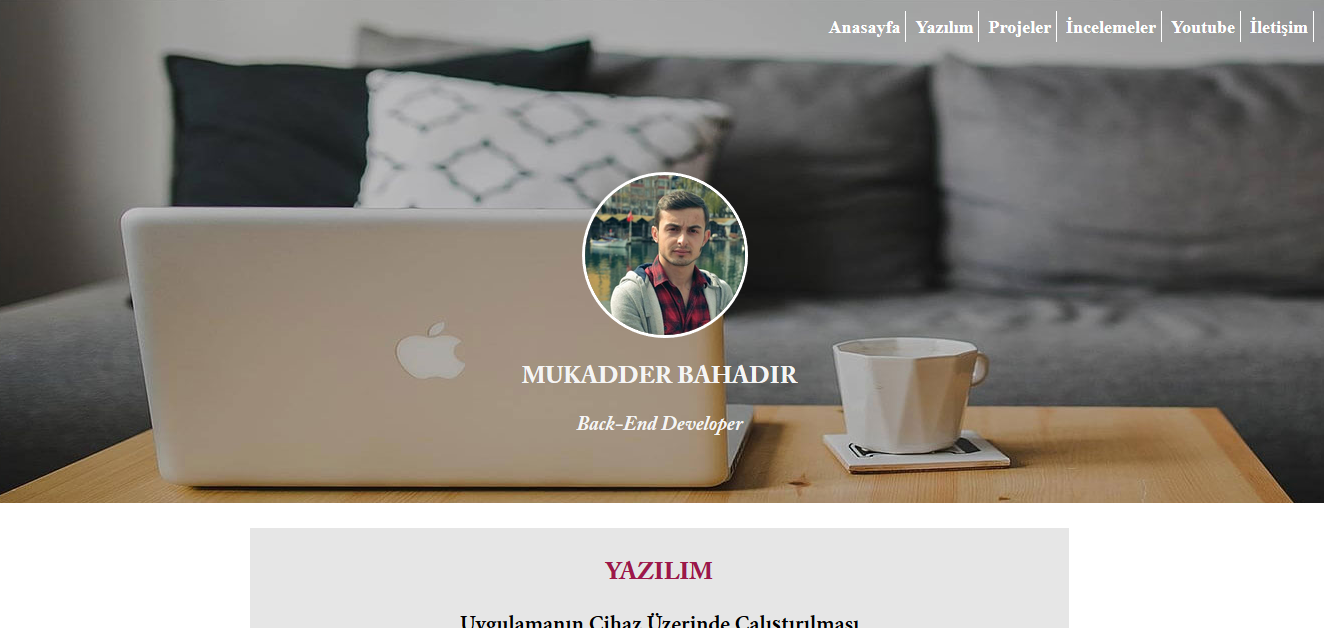 Anasayfa Yazılım Projeler İncelemeler Youtube İletişim
MUKADDER BAHADIR
Back-End Developer
YAZILIM
Uygulamanın Cihaz Üzerinde Çalıştırılması